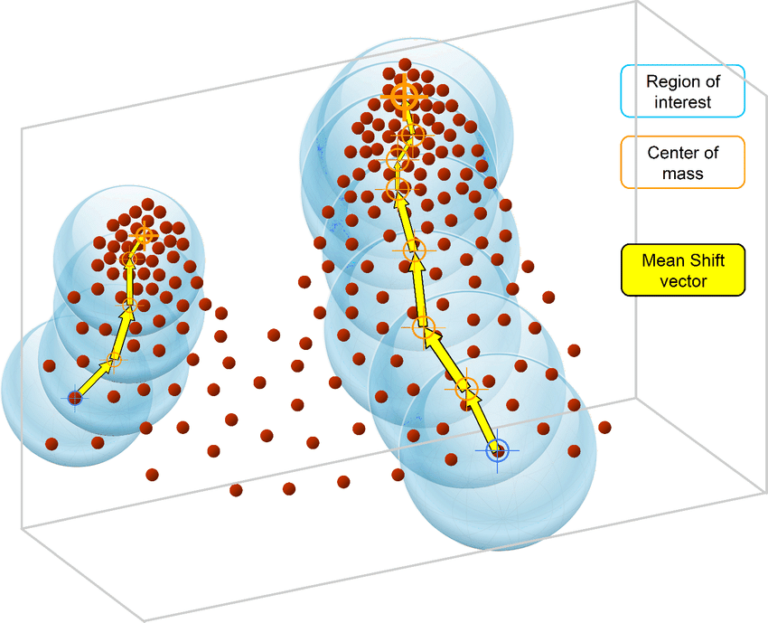 Region of
interest
Center of
mass
Mean Shift
vector